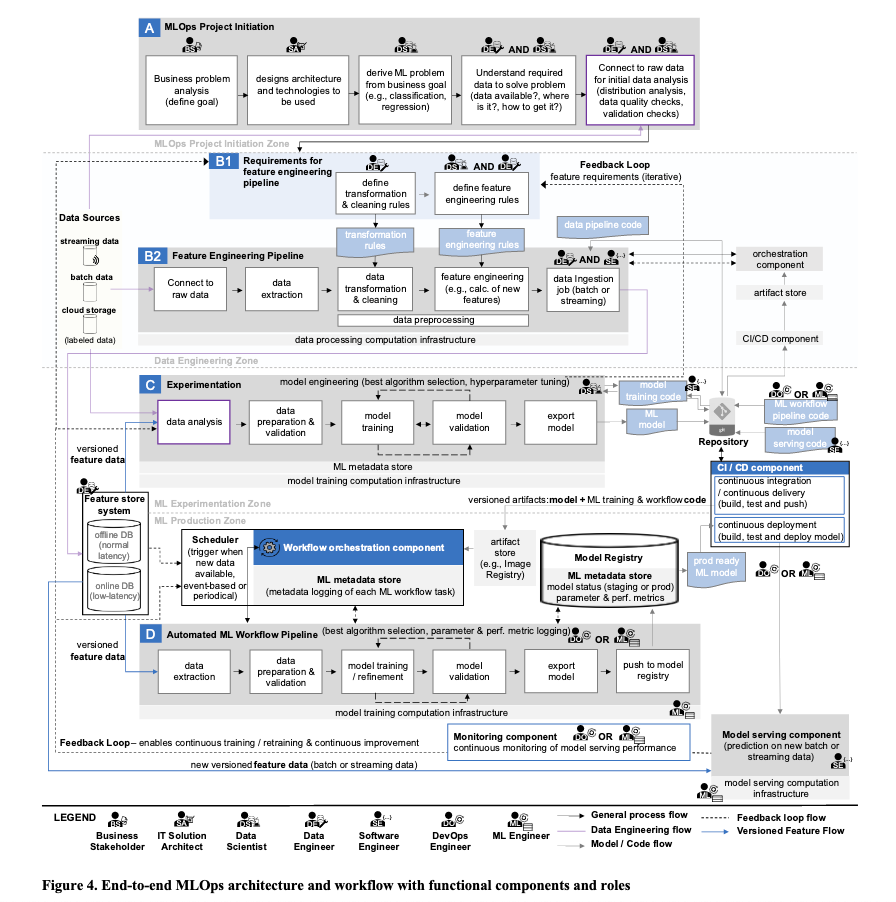 A MLOps Project Initiation
BS
SA
DS
DE AND DS
DE AND DS
Business problem
analysis
(define goal)
designs architecture
and technologies to
be used
derive ML problem
from business goal
(e.g., classification,
regression)
Understand required
data to solve problem
(data available?, where
is it?, how to get it?)
Connect to raw data
for initial data analysis
(distribution analysis,
data quality checks,
validation checks)
MLOps Project Initiation Zone
B1 Requirements for
feature engineering
pipeline
DE
DS AND DE
define
transformation
& cleaning rules
define feature
engineering rules
Feedback Loop
feature requirements (iterative)
Data Sources
streaming data
batch data
cloud storage
(labeled data)
transformation
rules
feature
engineering rules
data pipeline code
B2 Feature Engineering Pipeline
DE AND SE
Connect to
raw data
data
extraction
data
transformation
& cleaning
feature engineering
(e.g., calc. of new
features)
data Ingestion
job (batch or
streaming)
data preprocessing
data processing computation infrastructure
orchestration
component
artifact store
CI/CD component
Data Engineering Zone
C Experimentation
model engineering (best algorithm selection, hyperparameter tuning)
DS
data analysis
data
preparation &
validation
model
training
model
validation
export
model
ML metadata store
model training computation infrastructure
model
training code
SE
ML
model
Repository
DO OR ML
ML workflow
pipeline code
model
serving code
SE
versioned
feature data
DE
Feature store
system
offline DB
(normal
latency)
online DB
(low-latency)
versioned
feature data
CI / CD component
continuous integration
/ continuous delivery
(build, test and push)
continuous deployment
(build, test and deploy model)
DO OR ML
versioned artifacts: model + ML training & workflow code
ML Experimentation Zone
ML Production Zone
Scheduler
(trigger when
new data
available,
event-based or
periodical)
Workflow orchestration component
ML metadata store
(metadata logging of each ML workflow task)
artifact
store
(e.g., Image
Registry)
Model Registry
ML metadata store
model status (staging or prod)
parameter & perf. metrics
prod ready
ML model
D Automated ML Workflow Pipeline
(best algorithm selection, parameter & perf. metric logging)
DO OR ML
data
extraction
data
preparation &
validation
model training
/ refinement
model
validation
export
model
push to model
registry
model training computation infrastructure
ML
Feedback Loop – enables continuous training / retraining & continuous improvement
Monitoring component
DO OR ML
continuous monitoring of model serving performance
new versioned feature data (batch or streaming data)
Model serving component
(prediction on new batch or
streaming data)
SE
ML
model serving computation
infrastructure
LEGEND
BS
Business
Stakeholder
SA
IT Solution
Architect
DS
Data
Scientist
DE
Data
Engineer
SE
Software
Engineer
DO
DevOps
Engineer
ML
ML Engineer
General process flow
Data Engineering flow
Model / Code flow
Feedback loop flow
Versioned Feature Flow
Figure 4. End-to-end MLOps architecture and workflow with functional components and roles